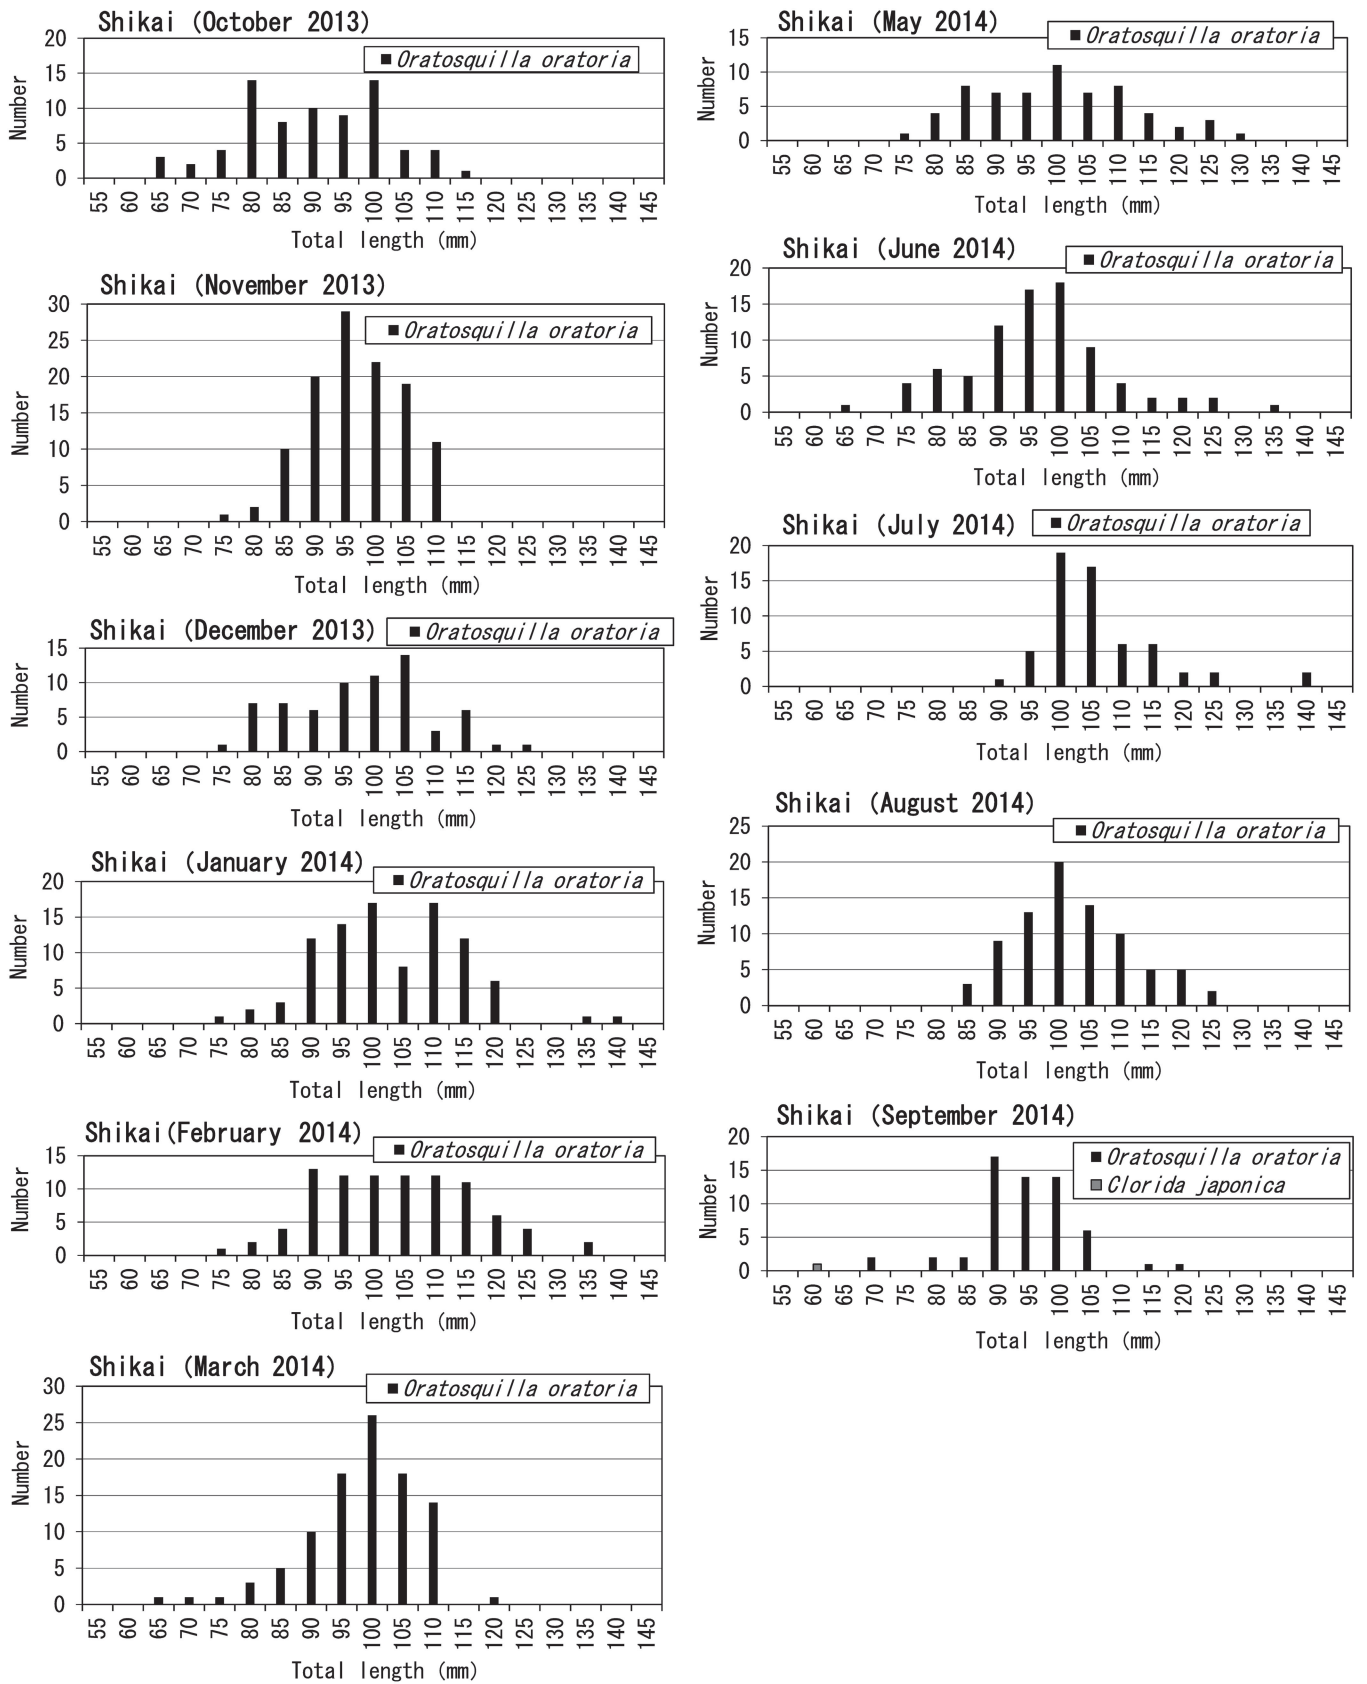 Shikai (October 2013)
Oratosquilla oratoria
Number
20
15
10
5
0
55 60 65 70 75 80 85 90 95 100 105 110 115 120 125 130 135 140 145
Total length (mm)
Shikai (November 2013)
Oratosquilla oratoria
Number
30
25
20
15
10
5
0
55 60 65 70 75 80 85 90 95 100 105 110 115 120 125 130 135 140 145
Total length (mm)
Shikai (December 2013)
Oratosquilla oratoria
Number
15
10
5
0
55 60 65 70 75 80 85 90 95 100 105 110 115 120 125 130 135 140 145
Total length (mm)
Shikai (January 2014)
Oratosquilla oratoria
Number
20
15
10
5
0
55 60 65 70 75 80 85 90 95 100 105 110 115 120 125 130 135 140 145
Total length (mm)
Shikai(February 2014)
Oratosquilla oratoria
Number
15
10
5
0
55 60 65 70 75 80 85 90 95 100 105 110 115 120 125 130 135 140 145
Total length (mm)
Shikai (March 2014)
Oratosquilla oratoria
Number
30
25
20
15
10
5
0
55 60 65 70 75 80 85 90 95 100 105 110 115 120 125 130 135 140 145
Total length (mm)
Shikai (May 2014)
Oratosquilla oratoria
Number
15
10
5
0
55 60 65 70 75 80 85 90 95 100 105 110 115 120 125 130 135 140 145
Total length (mm)
Shikai (June 2014)
Oratosquilla oratoria
Number
20
15
10
5
0
55 60 65 70 75 80 85 90 95 100 105 110 115 120 125 130 135 140 145
Total length (mm)
Shikai (July 2014)
Oratosquilla oratoria
Number
20
15
10
5
0
55 60 65 70 75 80 85 90 95 100 105 110 115 120 125 130 135 140 145
Total length (mm)
Shikai (August 2014)
Oratosquilla oratoria
Number
25
20
15
10
5
0
55 60 65 70 75 80 85 90 95 100 105 110 115 120 125 130 135 140 145
Total length (mm)
Shikai (September 2014)
Oratosquilla oratoria
Clorida japonica
Number
20
15
10
5
0
55 60 65 70 75 80 85 90 95 100 105 110 115 120 125 130 135 140 145
Total length (mm)